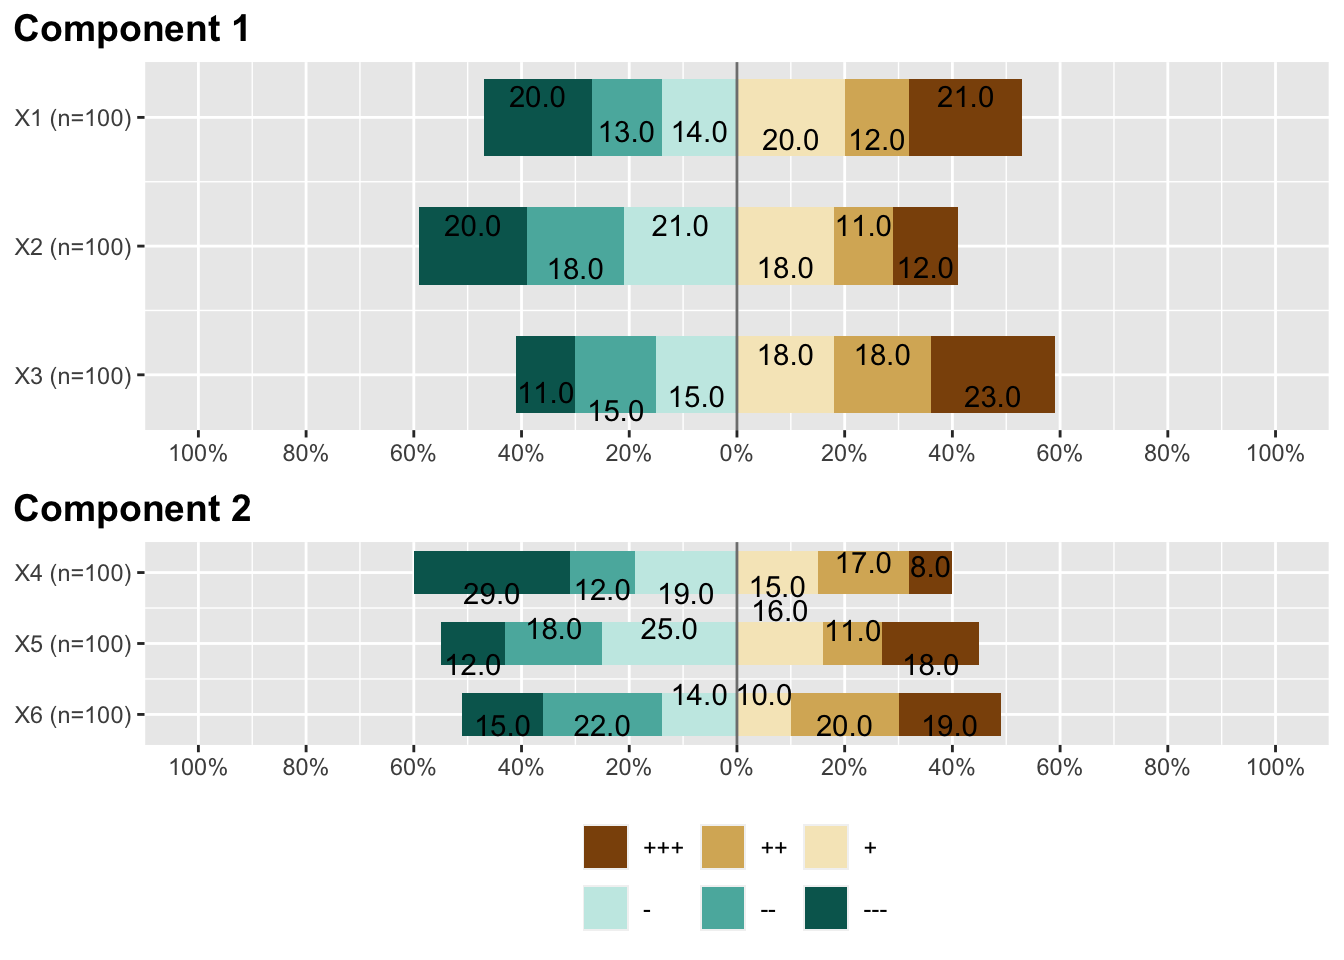 Component 1
X1 (n=100) 20.0 13.0 14.0 20.0 12.0 21.0
X2 (n=100) 20.0 18.0 21.0 18.0 11.0 12.0
X3 (n=100) 11.0 15.0 15.0 18.0 18.0 23.0
100% 80% 60% 40% 20% 0% 20% 40% 60% 80% 100%
Component 2
X4 (n=100) 29.0 12.0 19.0 15.0 17.0 8.0
X5 (n=100) 12.0 18.0 25.0 16.0 11.0 18.0
X6 (n=100) 15.0 22.0 14.0 10.0 20.0 19.0
100% 80% 60% 40% 20% 0% 20% 40% 60% 80% 100%
+++ ++ +
- -- ---